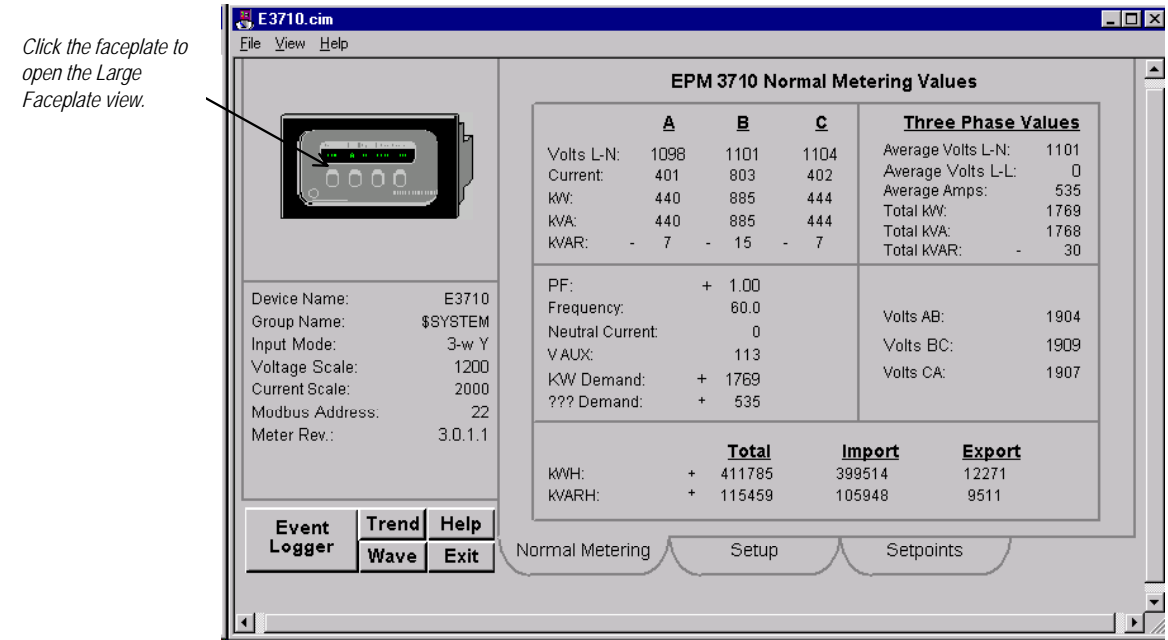 Click the faceplate to
open the Large
Faceplate view.
E3710.cim
File View Help
EPM 3710 Normal Metering Values
A B C
Volts L-N: 1098 1101 1104
Current: 401 803 402
kW: 440 885 444
kVA: 440 885 444
kVAR: - 7 - 15 - 7
Three Phase Values
Average Volts L-N: 1101
Average Volts L-L: 0
Average Amps: 535
Total kW: 1769
Total kVA: 1768
Total kVAR: - 30
Device Name: E3710
Group Name: $SYSTEM
Input Mode: 3-w Y
Voltage Scale: 1200
Current Scale: 2000
Modbus Address: 22
Meter Rev.: 3.0.1.1
PF: + 1.00
Frequency: 60.0
Neutral Current: 0
V AUX: 113
KW Demand: + 1769
??? Demand: + 535
Volts AB: 1904
Volts BC: 1909
Volts CA: 1907
Total Import Export
kWH: + 411785 399514 12271
kVARH: + 115459 105948 9511
Event
Logger
Trend Help
Wave Exit
Normal Metering Setup Setpoints